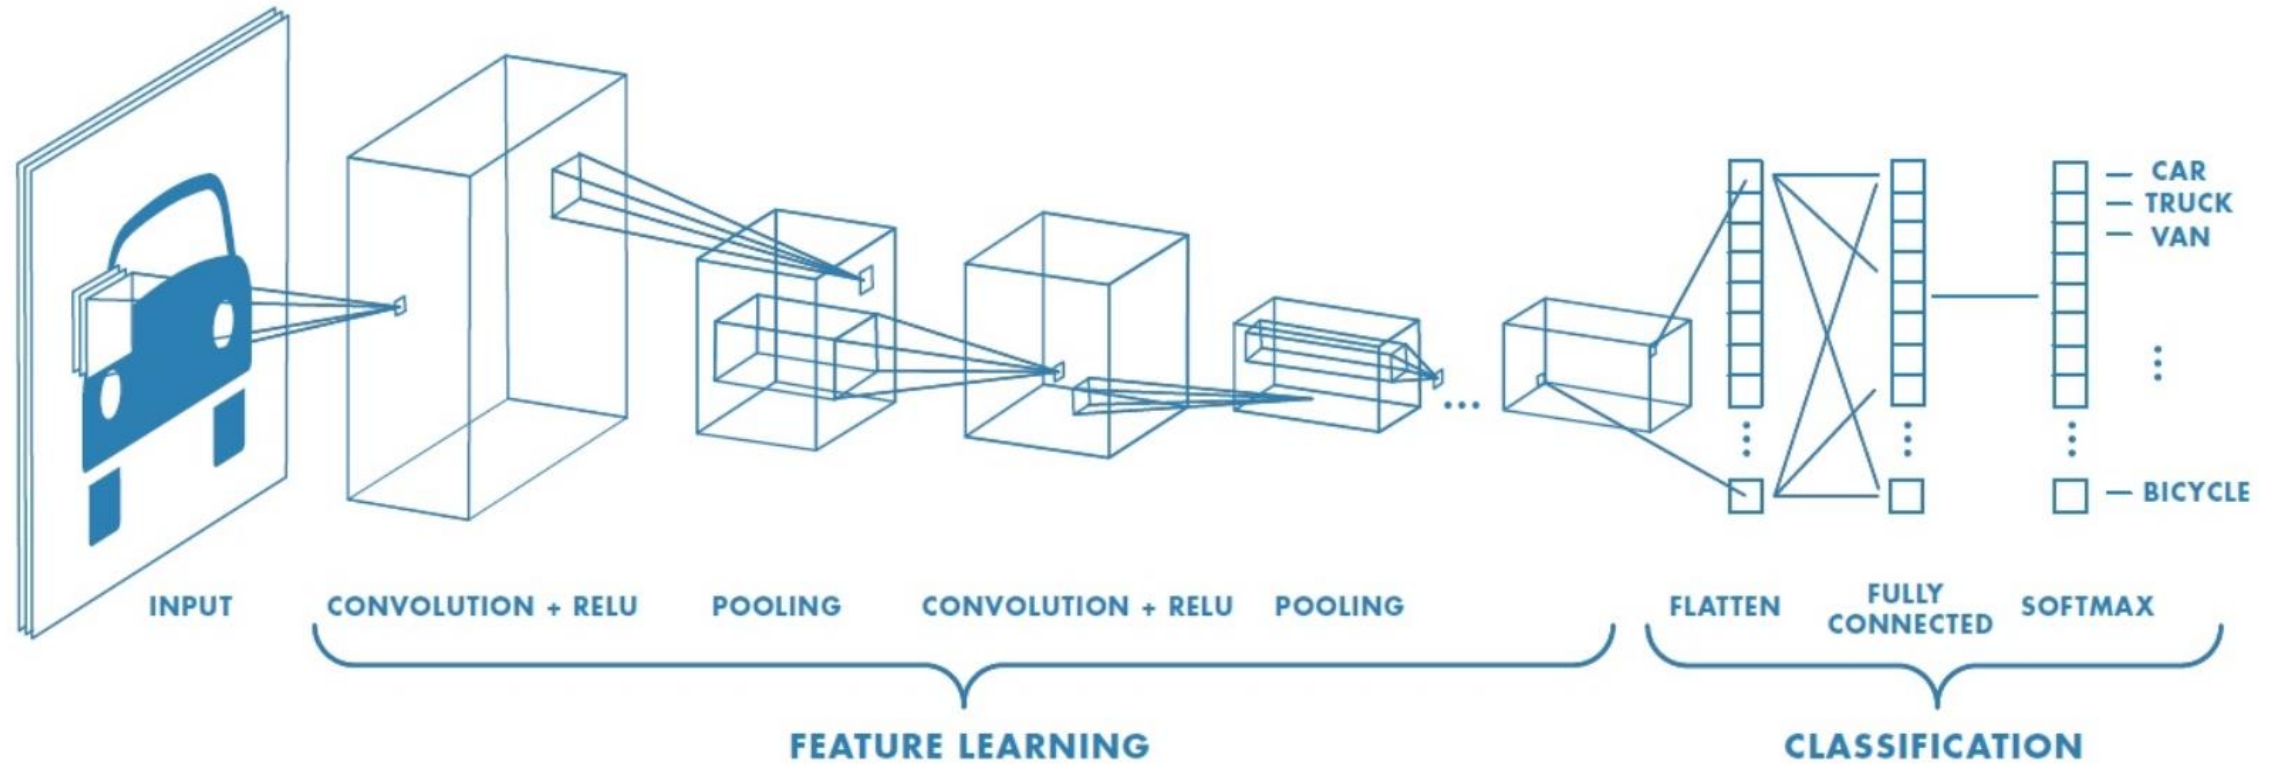 CAR
TRUCK
VAN
BICYCLE
INPUT
CONVOLUTION + RELU
POOLING
CONVOLUTION + RELU
POOLING
FLATTEN
FULLY
CONNECTED
SOFTMAX
FEATURE LEARNING
CLASSIFICATION